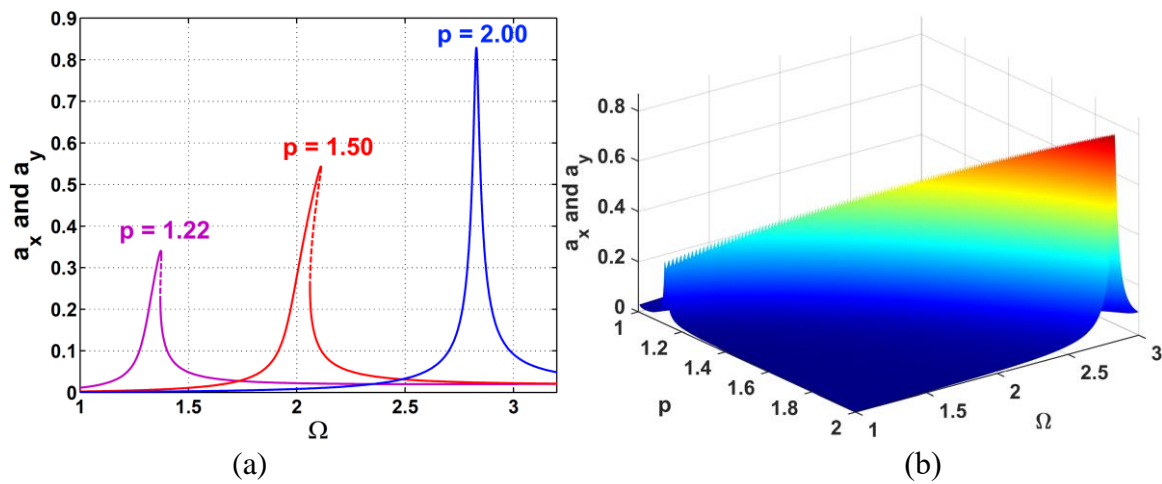 0.9
0.8
0.7
0.6
0.5
0.4
0.3
0.2
0.1
0
a_x and a_y
p = 2.00
p = 1.50
p = 1.22
1 1.5 2 2.5 3
Ω
(a)
0.8
0.6
0.4
0.2
0
a_x and a_y
1 1.2 1.4 1.6 1.8 2
p
1 1.5 2 2.5 3
Ω
(b)